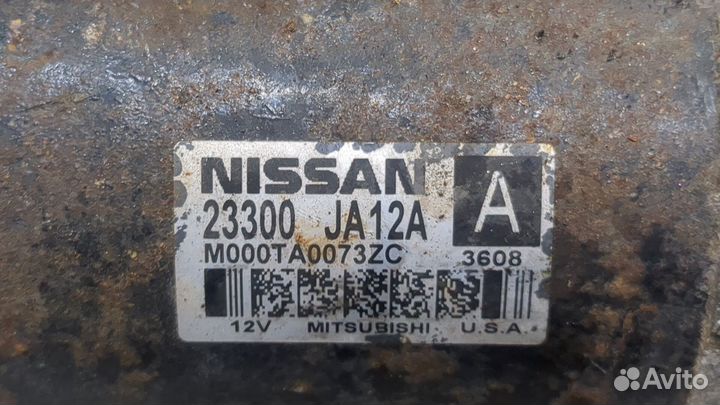 NISSAN
23300 JA12A
A
M000TA0073ZC
3608
12V MITSUBISHI U.S.A.
Avito